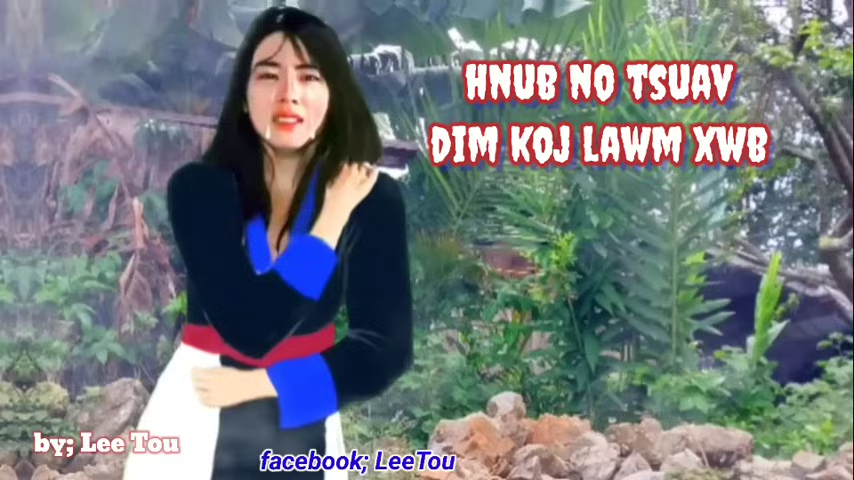 HNUB NO TSUAV
DIM KOJ LAWM XWB
by; Lee Tou
facebook; LeeTou